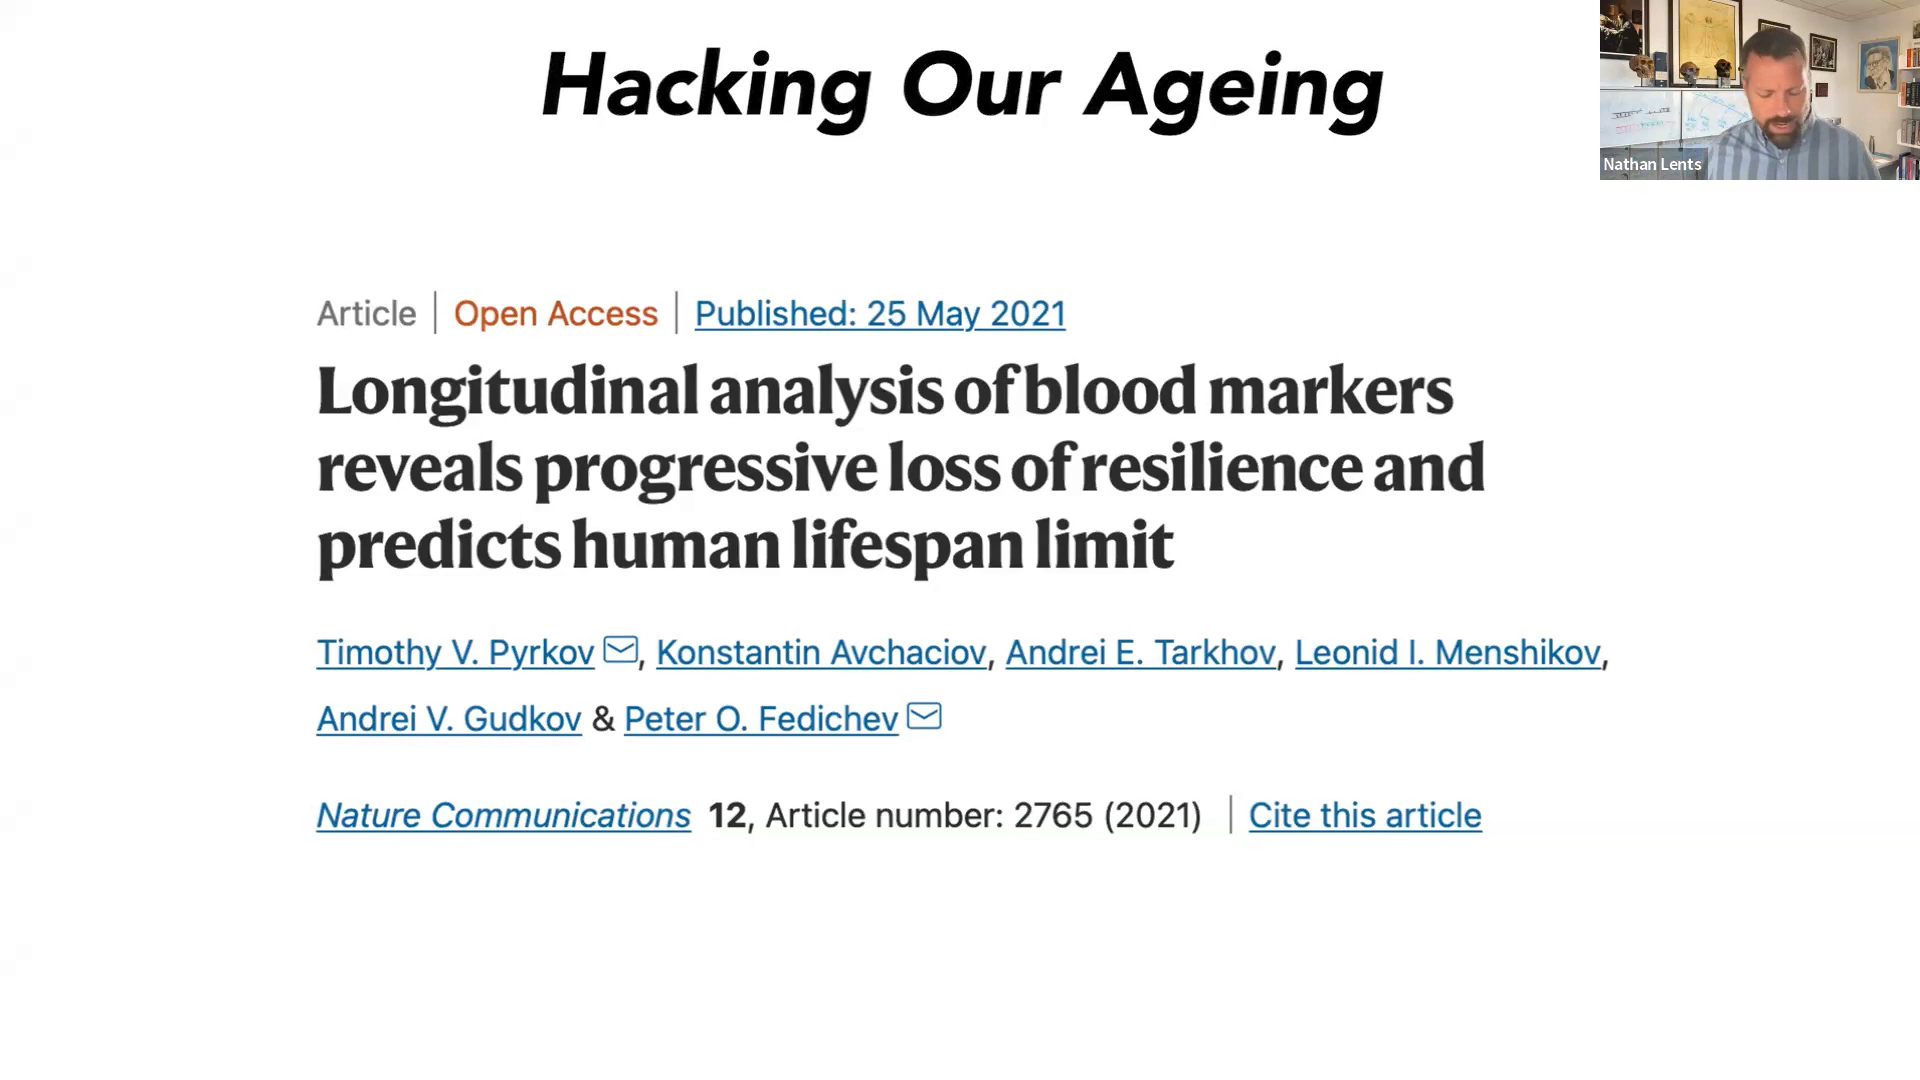 Hacking Our Ageing
Nathan Lents
Article | Open Access | Published: 25 May 2021
Longitudinal analysis of blood markers
reveals progressive loss of resilience and
predicts human lifespan limit
Timothy V. Pyrkov, Konstantin Avchaciov, Andrei E. Tarkhov, Leonid I. Menshikov,
Andrei V. Gudkov & Peter O. Fedichev
Nature Communications 12, Article number: 2765 (2021) | Cite this article